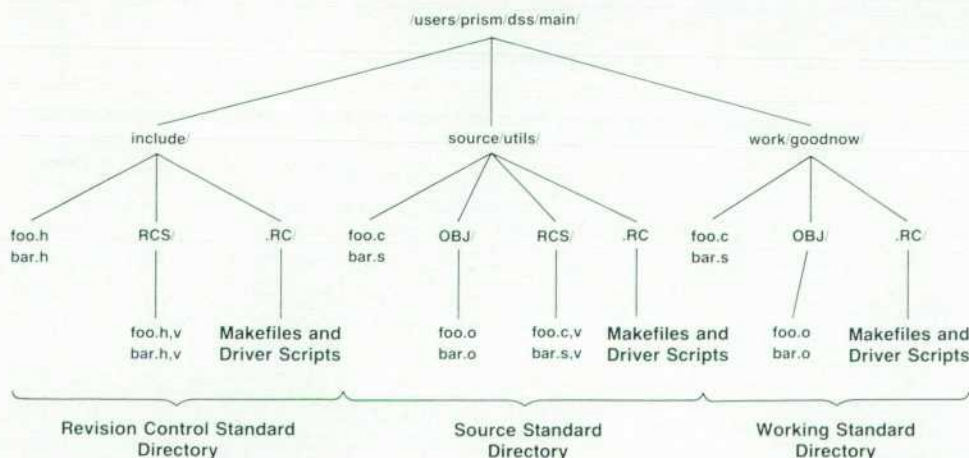 /users/prism/dss/main/
include/
source/utils/
work/goodnow/
foo.h
bar.h
RCS/
.RC/
foo.c
bar.s
OBJ/
RCS/
.RC
foo.c
bar.s
OBJ/
.RC/
foo.h,v
bar.h,v
Makefiles and
Driver Scripts
foo.o
bar.o
foo.c,v
bar.s,v
Makefiles and
Driver Scripts
foo.o
bar.o
Makefiles and
Driver Scripts
Revision Control Standard
Directory
Source Standard
Directory
Working Standard
Directory